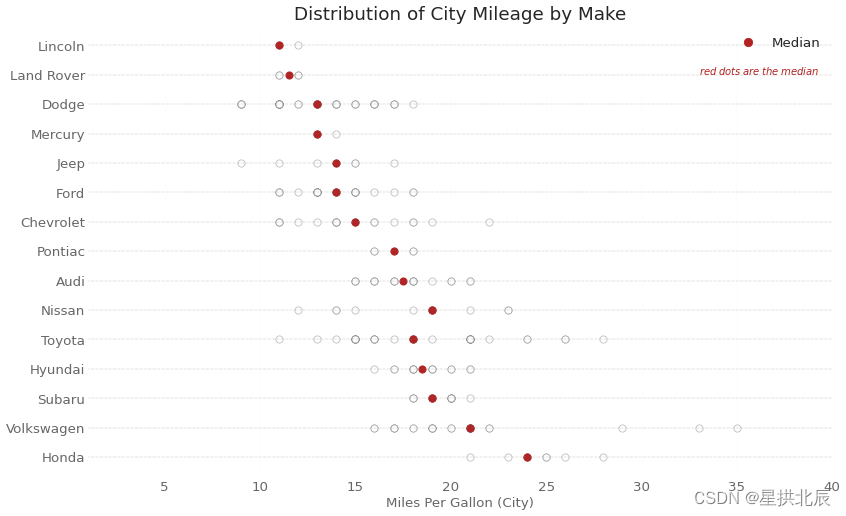 Distribution of City Mileage by Make
Lincoln
Median
Land Rover
red dots are the median
Dodge
Mercury
Jeep
Ford
Chevrolet
Pontiac
Audi
Nissan
Toyota
Hyundai
Subaru
Volkswagen
Honda
5 10 15 20 25 30 35 40
Miles Per Gallon (City)
CSDN @星拱北辰